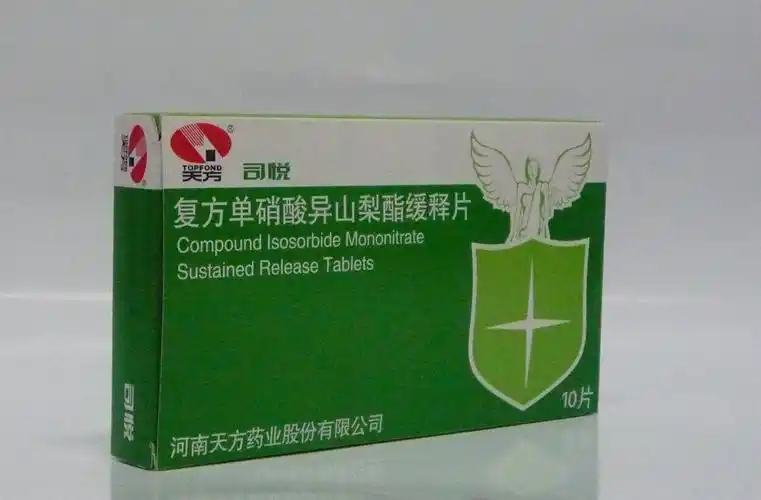 TOPFOND
天方
®
司悦
复方单硝酸异山梨酯缓释片
Compound Isosorbide Mononitrate
Sustained Release Tablets
10片
河南天方药业股份有限公司
司悦